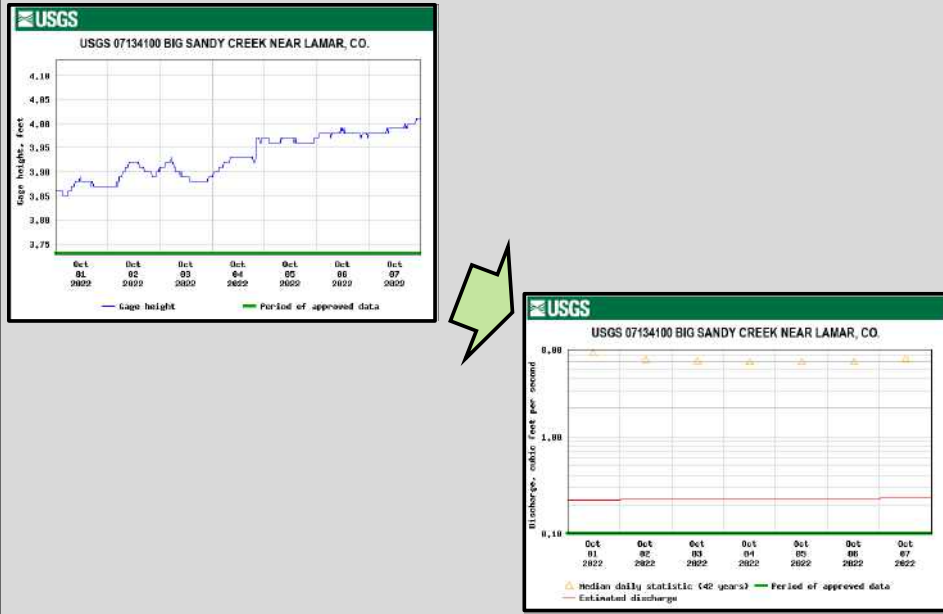 USGS
USGS 07134100 BIG SANDY CREEK NEAR LAMAR, CO.
Gage height, feet
4.10
4.05
4.00
3.95
3.90
3.85
3.80
3.75
Oct Oct Oct Oct Oct Oct Oct
01 02 03 04 05 06 07
2022 2022 2022 2022 2022 2022 2022
Gage height Period of approved data
USGS
USGS 07134100 BIG SANDY CREEK NEAR LAMAR, CO.
Discharge, cubic feet per second
8.00
1.00
0.10
Oct Oct Oct Oct Oct Oct Oct
01 02 03 04 05 06 07
2022 2022 2022 2022 2022 2022 2022
Median daily statistic (42 years) Period of approved data
Estimated discharge